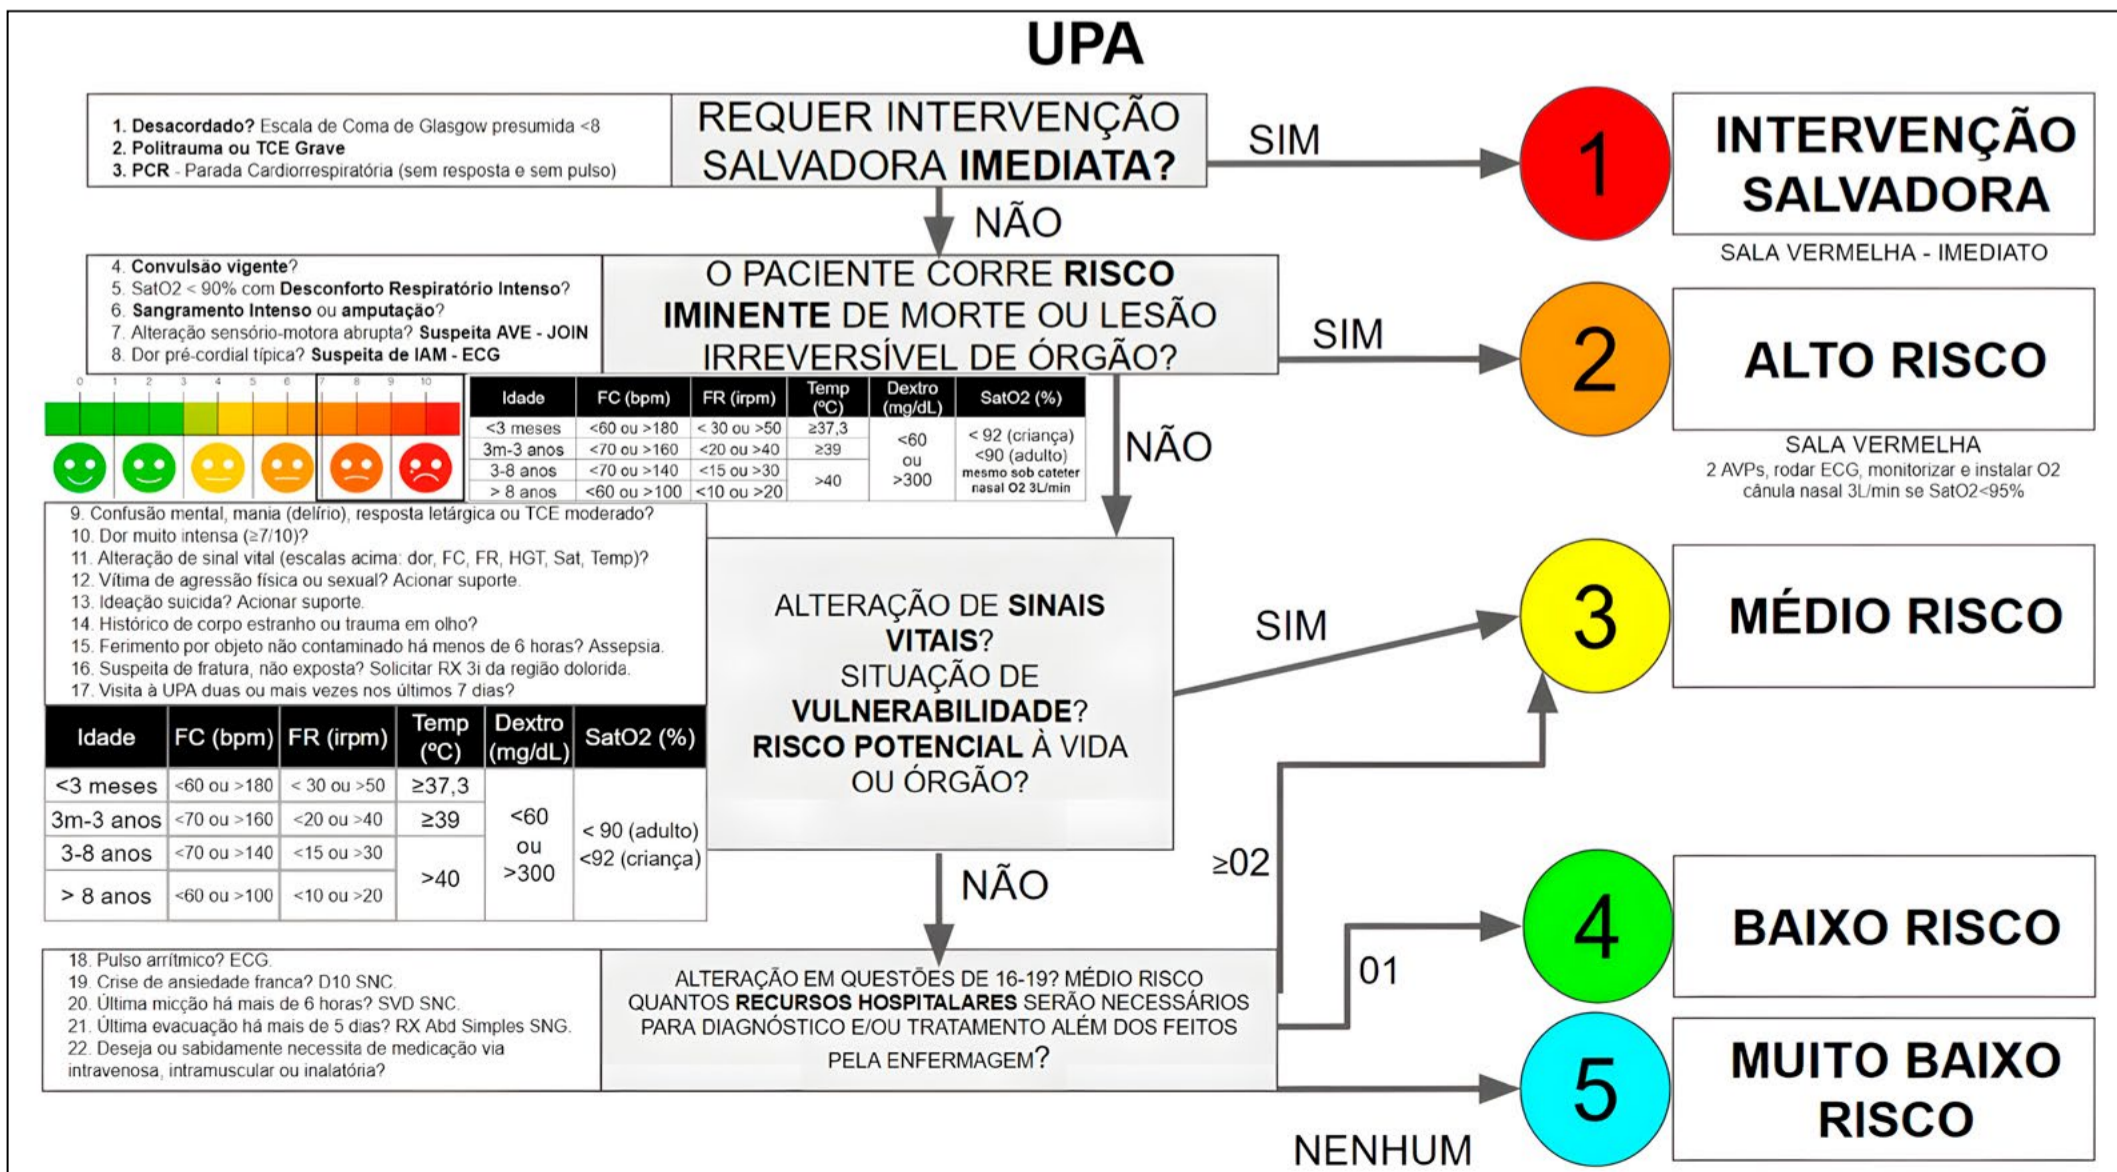 UPA
1. Desacordado? Escala de Coma de Glasgow presumida <8
2. Politrauma ou TCE Grave
3. PCR - Parada Cardiorrespiratória (sem resposta e sem pulso)
REQUER INTERVENÇÃO
SALVADORA IMEDIATA?
SIM
1
INTERVENÇÃO
SALVADORA
SALA VERMELHA - IMEDIATO
NÃO
4. Convulsão vigente?
5. SatO2 < 90% com Desconforto Respiratório Intenso?
6. Sangramento Intenso ou amputação?
7. Alteração sensório-motora abrupta? Suspeita AVE - JOIN
8. Dor pré-cordial típica? Suspeita de IAM - ECG
O PACIENTE CORRE RISCO
IMINENTE DE MORTE OU LESÃO
IRREVERSÍVEL DE ÓRGÃO?
SIM
2
ALTO RISCO
SALA VERMELHA
2 AVPs, rodar ECG, monitorizar e instalar O2
cânula nasal 3L/min se SatO2<95%
NÃO
0 1 2 3 4 5 6 7 8 9 10
Idade FC (bpm) FR (irpm) Temp (ºC) Dextro (mg/dL) SatO2 (%)
<3 meses <60 ou >180 < 30 ou >50 ≥37,3
3m-3 anos <70 ou >160 <20 ou >40 ≥39
3-8 anos <70 ou >140 <15 ou >30
> 8 anos <60 ou >100 <10 ou >20
>40
<60
ou
>300
< 92 (criança)
<90 (adulto)
mesmo sob cateter
nasal O2 3L/min
9. Confusão mental, mania (delírio), resposta letárgica ou TCE moderado?
10. Dor muito intensa (≥7/10)?
11. Alteração de sinal vital (escalas acima: dor, FC, FR, HGT, Sat, Temp)?
12. Vítima de agressão física ou sexual? Acionar suporte.
13. Ideação suicida? Acionar suporte.
14. Histórico de corpo estranho ou trauma em olho?
15. Ferimento por objeto não contaminado há menos de 6 horas? Assepsia.
16. Suspeita de fratura, não exposta? Solicitar RX 3i da região dolorida.
17. Visita à UPA duas ou mais vezes nos últimos 7 dias?
Idade FC (bpm) FR (irpm) Temp (ºC) Dextro (mg/dL) SatO2 (%)
<3 meses <60 ou >180 < 30 ou >50 ≥37,3
3m-3 anos <70 ou >160 <20 ou >40 ≥39
3-8 anos <70 ou >140 <15 ou >30
> 8 anos <60 ou >100 <10 ou >20
>40
<60
ou
>300
< 90 (adulto)
<92 (criança)
ALTERAÇÃO DE SINAIS
VITAIS?
SITUAÇÃO DE
VULNERABILIDADE?
RISCO POTENCIAL À VIDA
OU ÓRGÃO?
SIM
3
MÉDIO RISCO
NÃO
18. Pulso arrítmico? ECG.
19. Crise de ansiedade franca? D10 SNC.
20. Última micção há mais de 6 horas? SVD SNC.
21. Última evacuação há mais de 5 dias? RX Abd Simples SNG.
22. Deseja ou sabidamente necessita de medicação via
intravenosa, intramuscular ou inalatória?
ALTERAÇÃO EM QUESTÕES DE 16-19? MÉDIO RISCO
QUANTOS RECURSOS HOSPITALARES SERÃO NECESSÁRIOS
PARA DIAGNÓSTICO E/OU TRATAMENTO ALÉM DOS FEITOS
PELA ENFERMAGEM?
≥02
01
4
BAIXO RISCO
NENHUM
5
MUITO BAIXO
RISCO